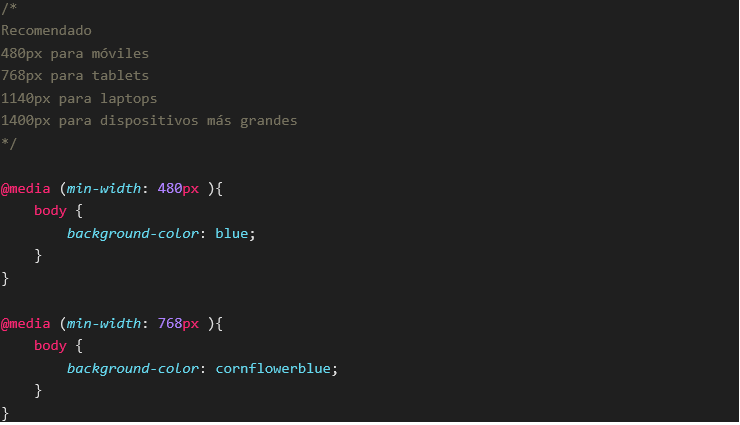 /*
Recomendado
480px para móviles
768px para tablets
1140px para laptops
1400px para dispositivos más grandes
*/
@media (min-width: 480px ){
body {
background-color: blue;
}
}
@media (min-width: 768px ){
body {
background-color: cornflowerblue;
}
}